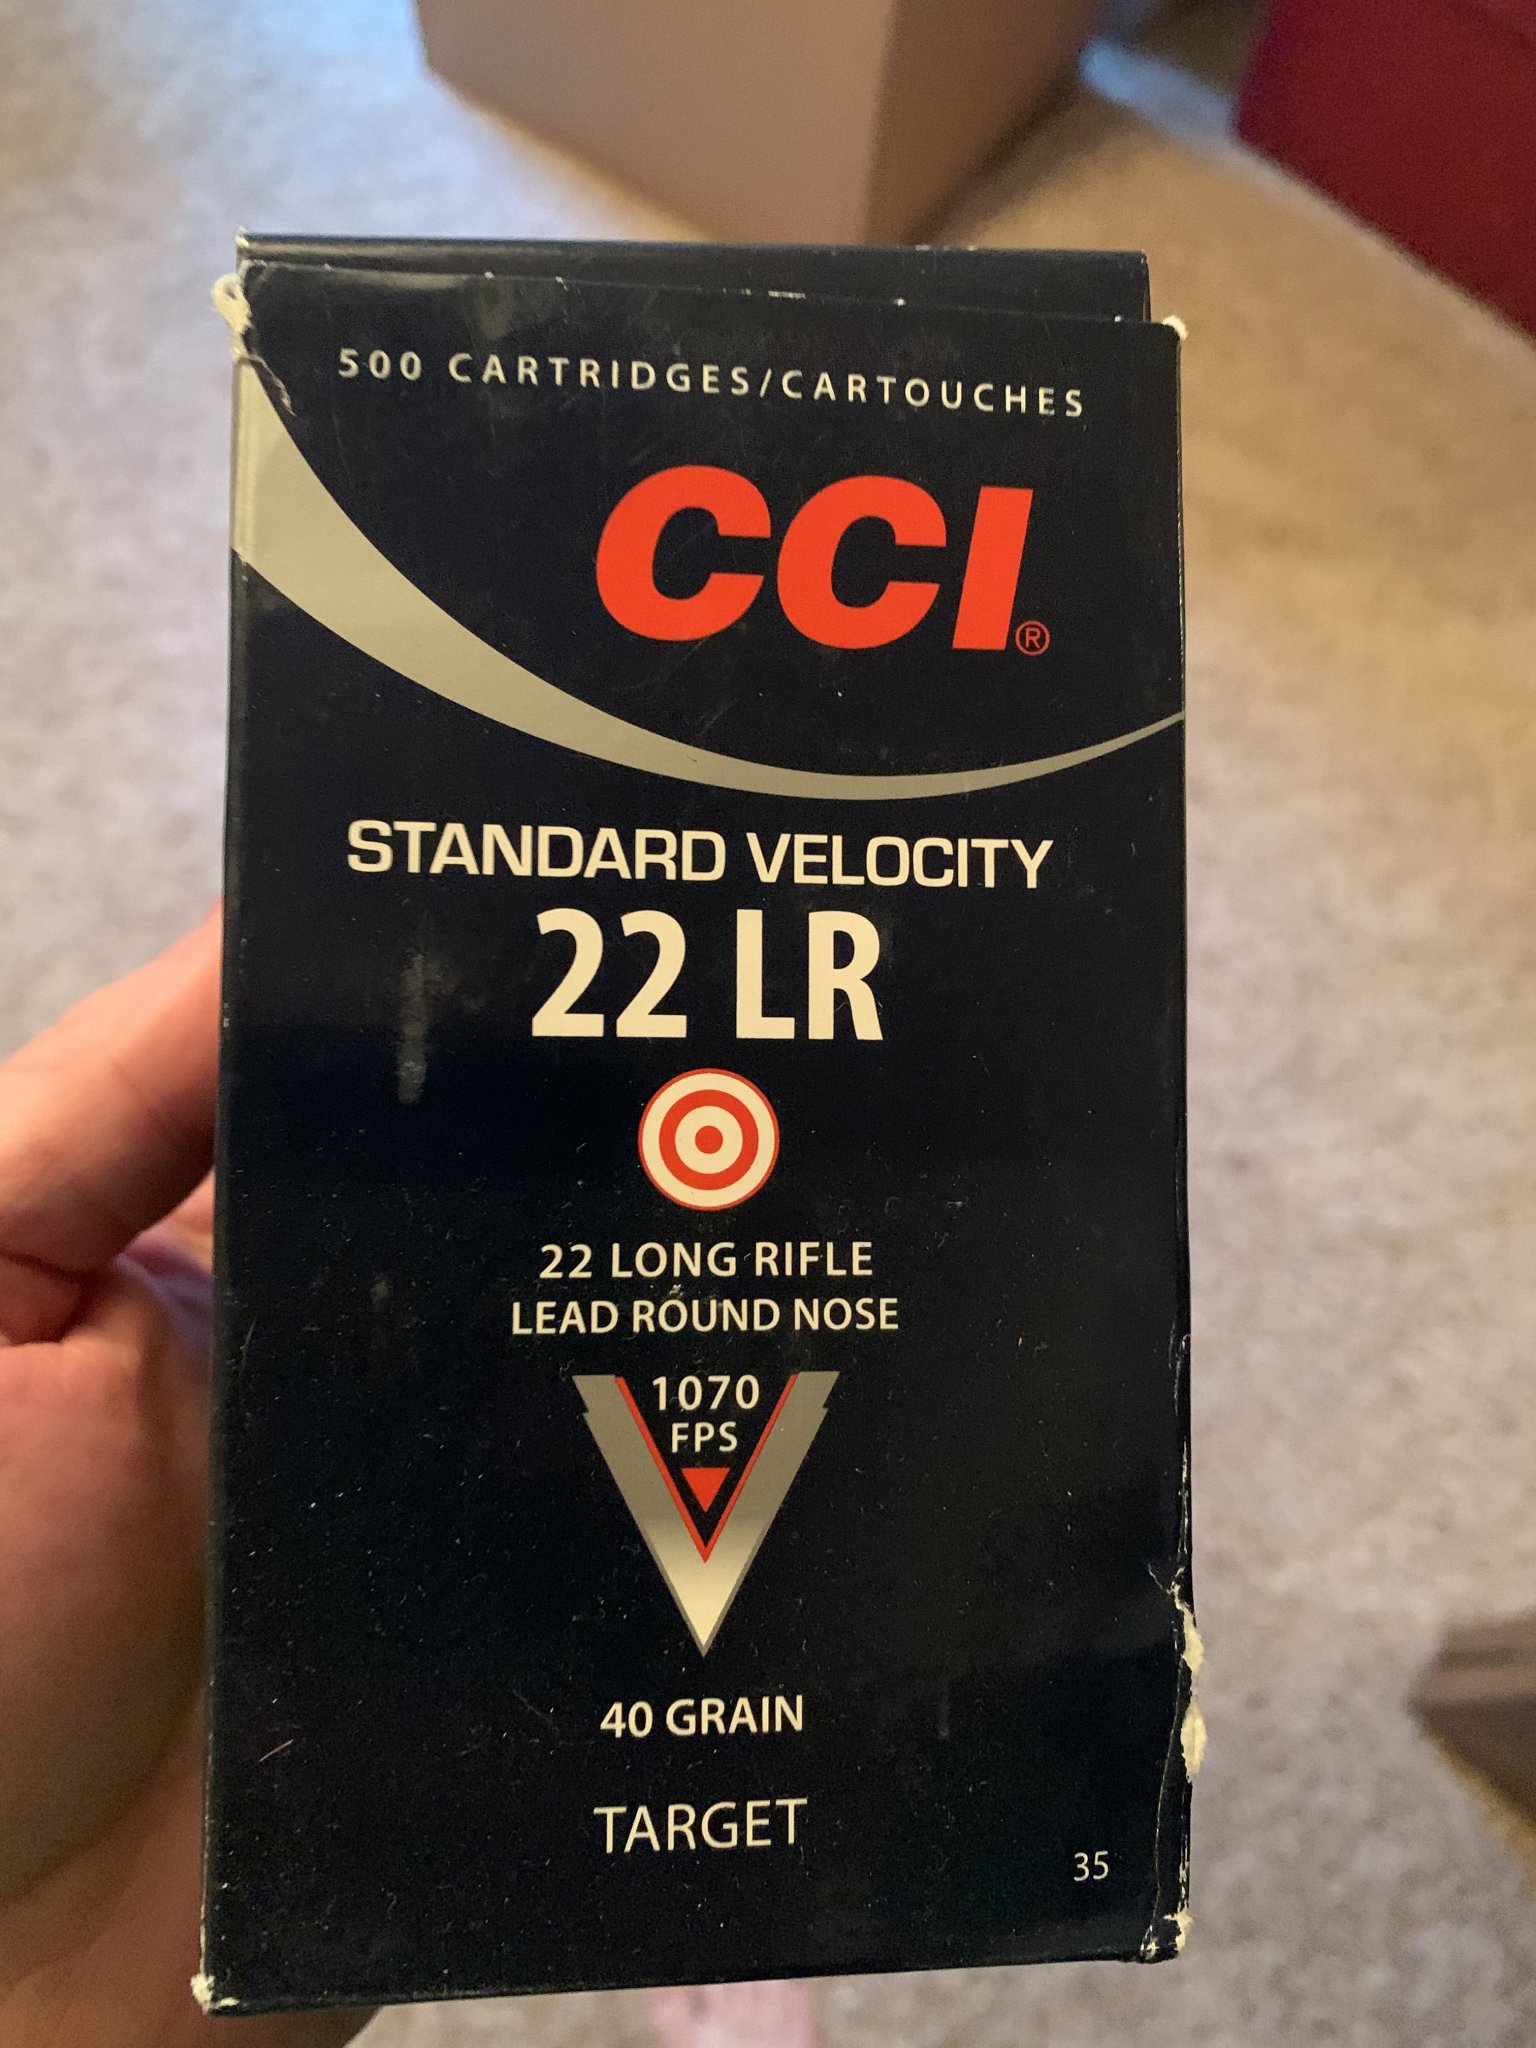 500 CARTRIDGES/CARTOUCHES
CCI®
STANDARD VELOCITY
22 LR
22 LONG RIFLE
LEAD ROUND NOSE
1070
FPS
40 GRAIN
TARGET
35